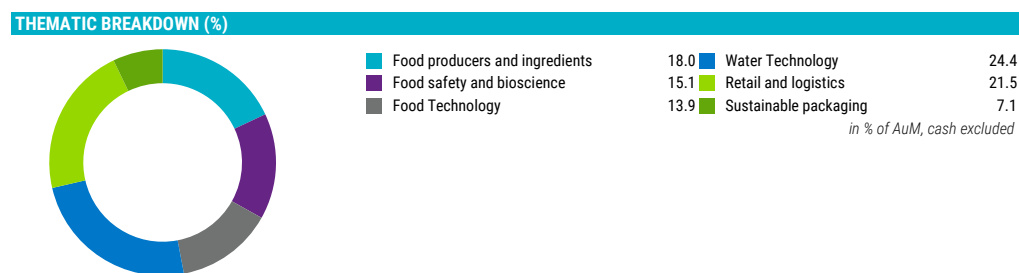 THEMATIC BREAKDOWN (%)
Food producers and ingredients 18.0 Water Technology 24.4
Food safety and bioscience 15.1 Retail and logistics 21.5
Food Technology 13.9 Sustainable packaging 7.1
in % of AuM, cash excluded